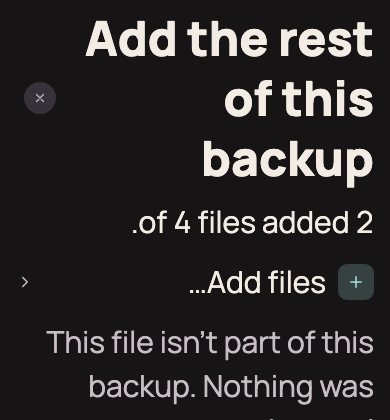 Add the rest
of this
backup
2 of 4 files added.
Add files…
This file isn't part of this
backup. Nothing was